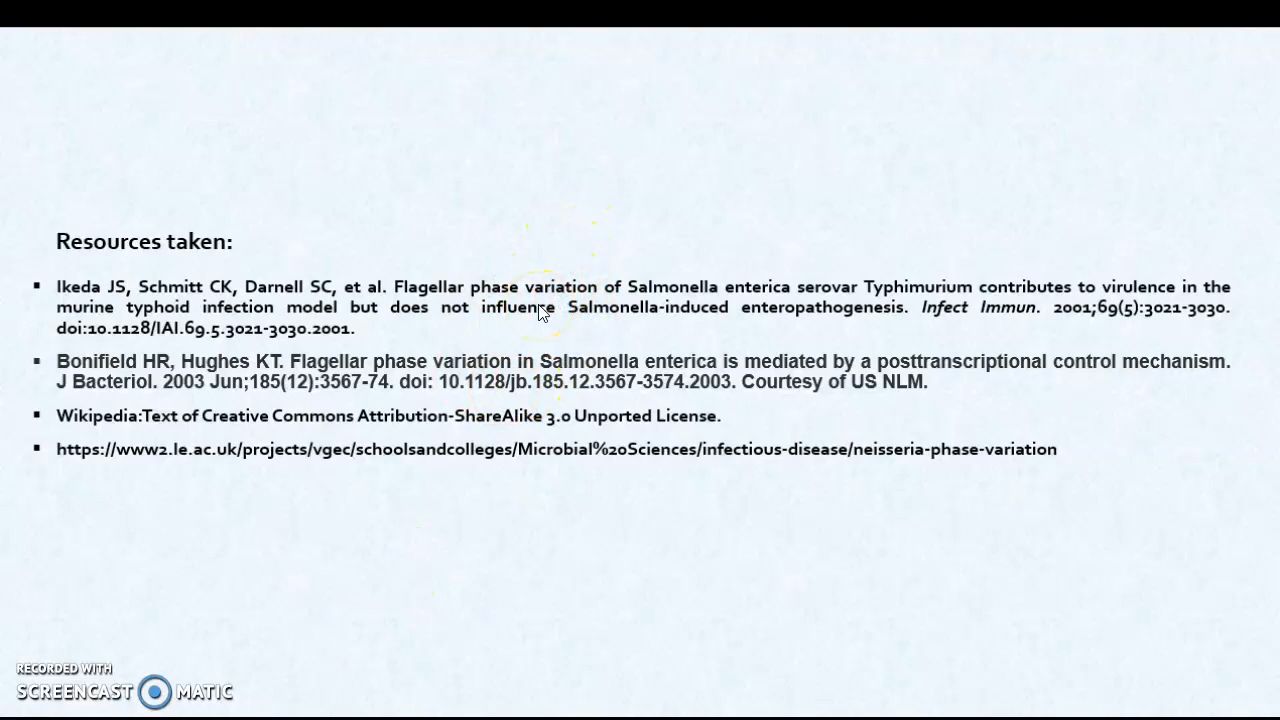 Resources taken:
▪ Ikeda JS, Schmitt CK, Darnell SC, et al. Flagellar phase variation of Salmonella enterica serovar Typhimurium contributes to virulence in the
murine typhoid infection model but does not influence Salmonella-induced enteropathogenesis. Infect Immun. 2001;69(5):3021-3030.
doi:10.1128/IAI.69.5.3021-3030.2001.
▪ Bonifield HR, Hughes KT. Flagellar phase variation in Salmonella enterica is mediated by a posttranscriptional control mechanism.
J Bacteriol. 2003 Jun;185(12):3567-74. doi: 10.1128/jb.185.12.3567-3574.2003. Courtesy of US NLM.
▪ Wikipedia:Text of Creative Commons Attribution-ShareAlike 3.0 Unported License.
▪ https://www2.le.ac.uk/projects/vgec/schoolsandcolleges/Microbial%20Sciences/infectious-disease/neisseria-phase-variation
RECORDED WITH
SCREENCAST MATIC